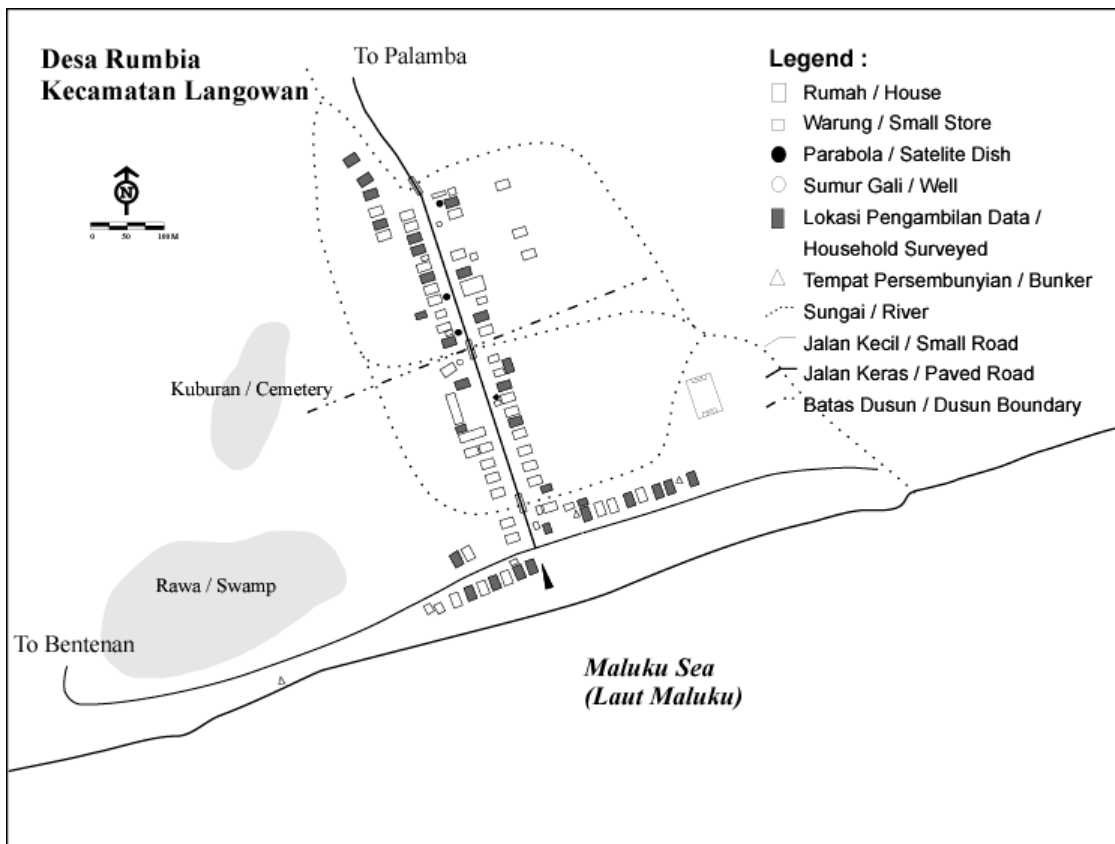 Desa Rumbia
Kecamatan Langowan
To Palamba
N
0 50 100 M
Kuburan / Cemetery
Rawa / Swamp
To Bentenan
Maluku Sea
(Laut Maluku)
Legend :
Rumah / House
Warung / Small Store
Parabola / Satelite Dish
Sumur Gali / Well
Lokasi Pengambilan Data /
Household Surveyed
Tempat Persembunyian / Bunker
Sungai / River
Jalan Kecil / Small Road
Jalan Keras / Paved Road
Batas Dusun / Dusun Boundary